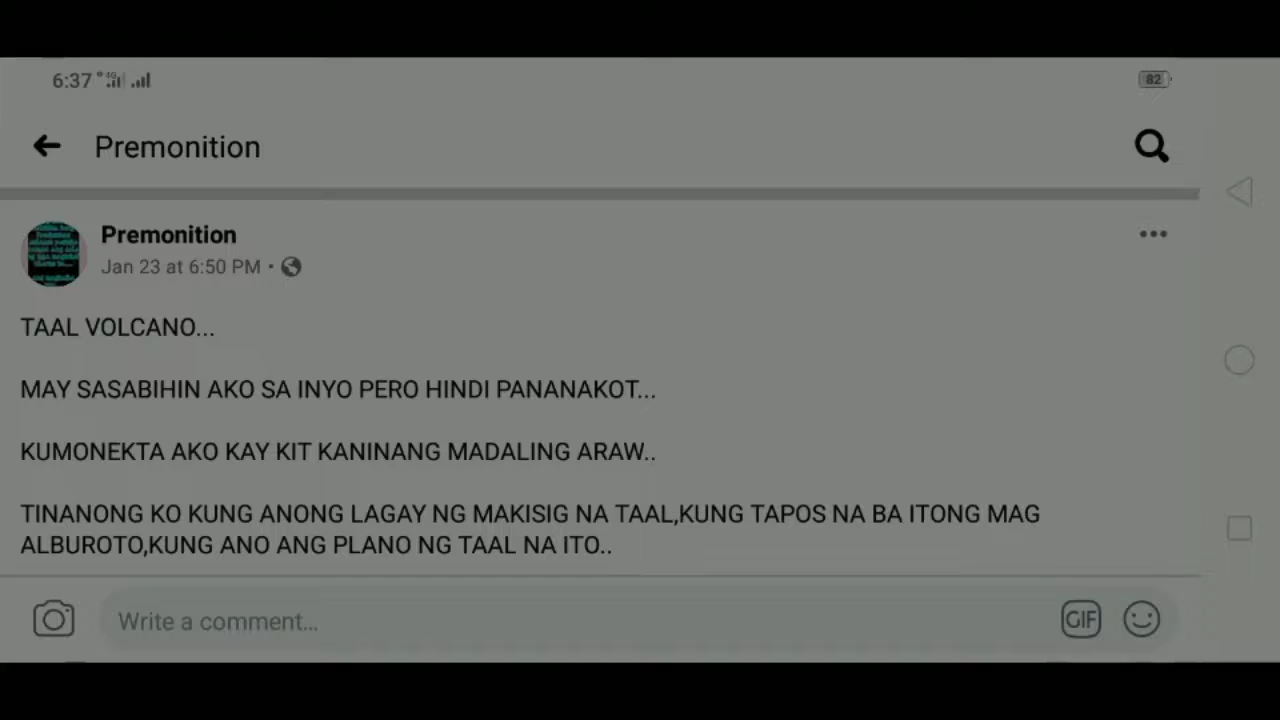 6:37 4G 82
Premonition
Premonition
Jan 23 at 6:50 PM •
TAAL VOLCANO...
MAY SASABIHIN AKO SA INYO PERO HINDI PANANAKOT...
KUMONEKTA AKO KAY KIT KANINANG MADALING ARAW..
TINANONG KO KUNG ANONG LAGAY NG MAKISIG NA TAAL,KUNG TAPOS NA BA ITONG MAG
ALBUROTO,KUNG ANO ANG PLANO NG TAAL NA ITO..
Write a comment...
GIF